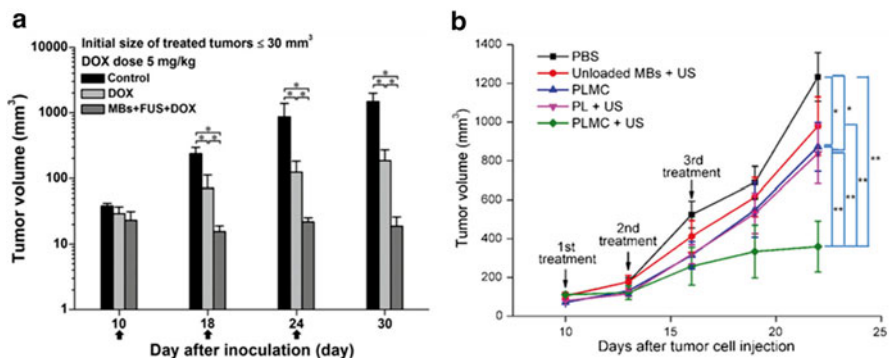 a
Initial size of treated tumors ≤ 30 mm³
DOX dose 5 mg/kg
Control
DOX
MBs+FUS+DOX
Tumor volume (mm³)
10000
1000
100
10
1
* * *
* * *
* * *
10 18 24 30
Day after inoculation (day)
b
PBS
Unloaded MBs + US
PLMC
PL + US
PLMC + US
Tumor volume (mm³)
1400
1200
1000
800
600
400
200
0
1st treatment
2nd treatment
3rd treatment
* * ** ** ** **
10 15 20 25
Days after tumor cell injection